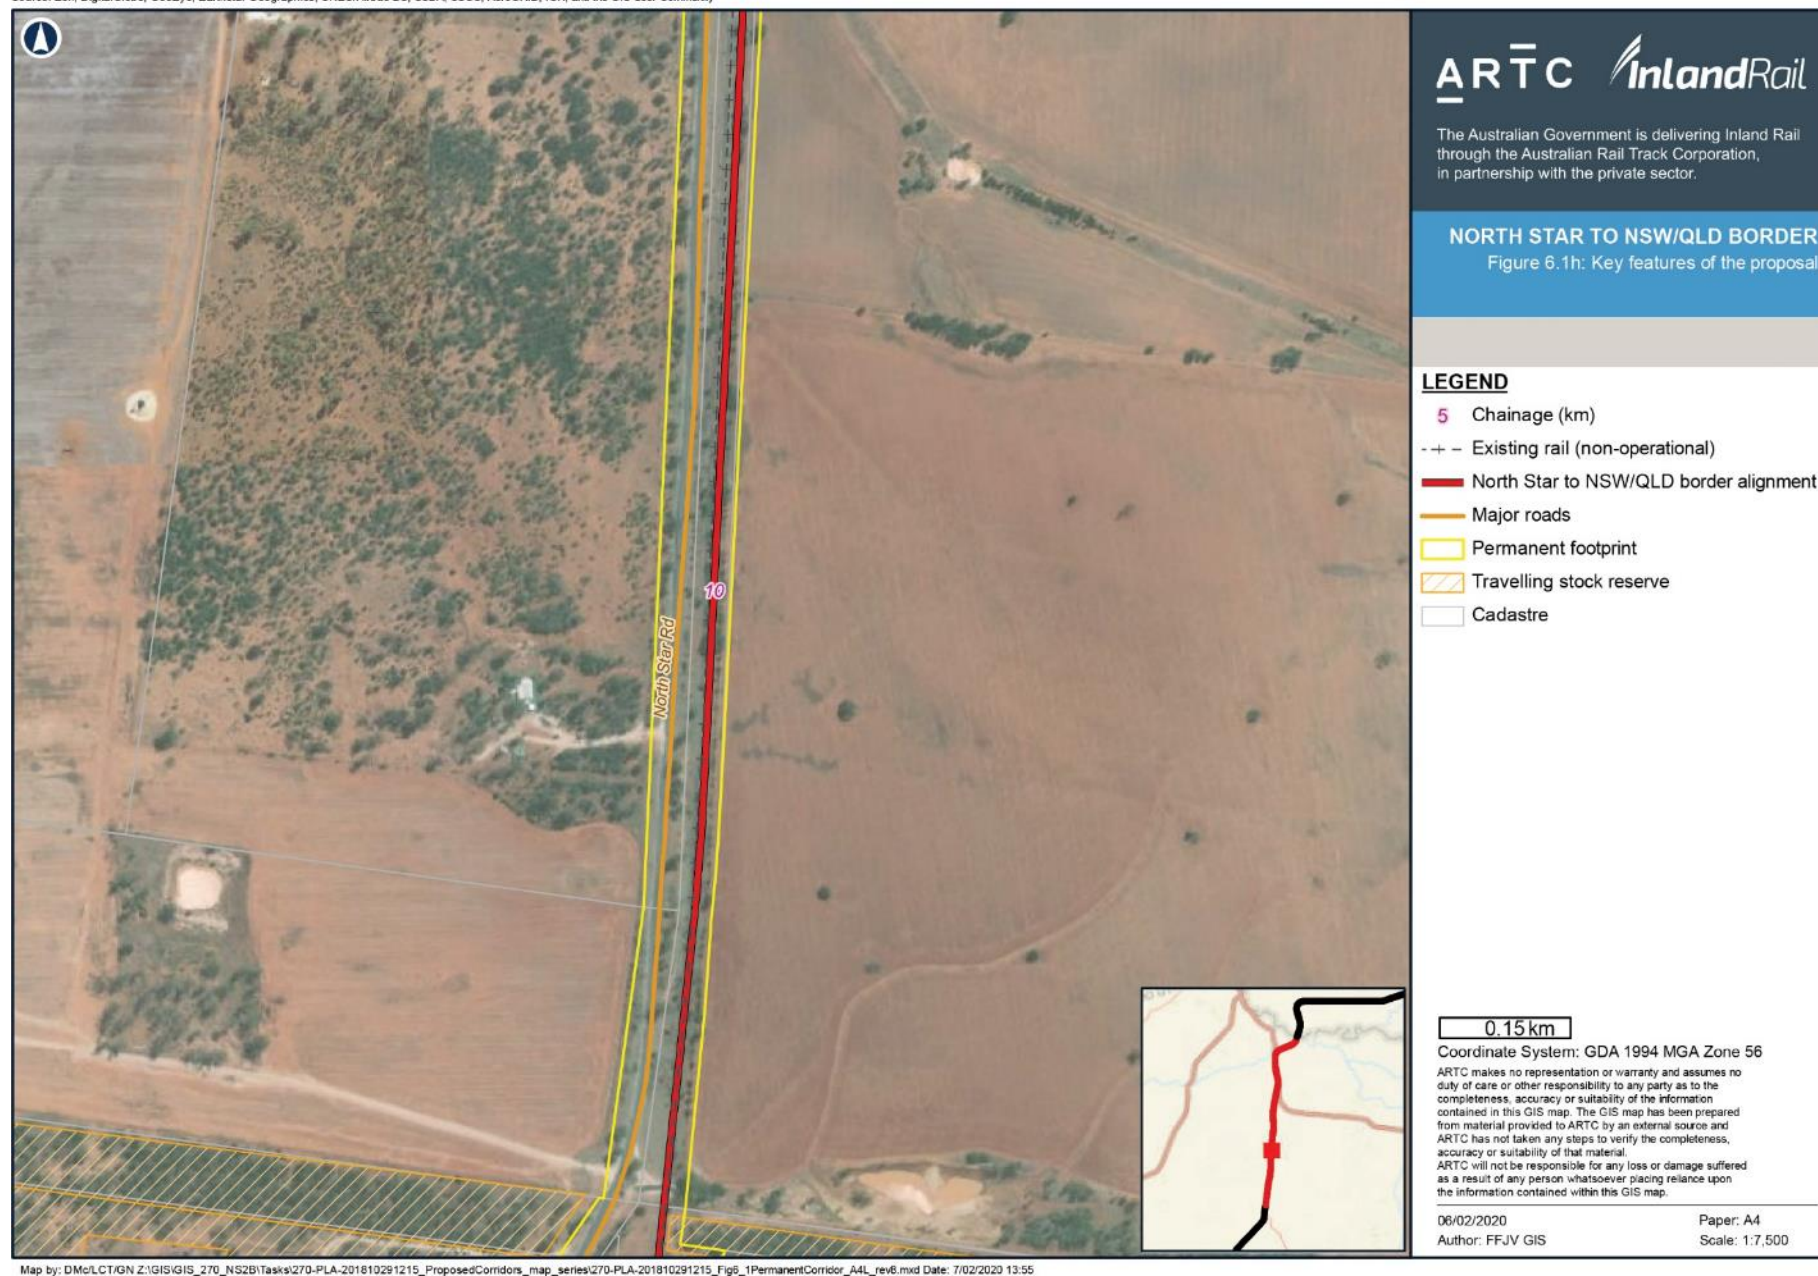 ARTC InlandRail
The Australian Government is delivering Inland Rail
through the Australian Rail Track Corporation,
in partnership with the private sector.
NORTH STAR TO NSW/QLD BORDER
Figure 6.1h: Key features of the proposal
LEGEND
5 Chainage (km)
Existing rail (non-operational)
North Star to NSW/QLD border alignment
Major roads
Permanent footprint
Travelling stock reserve
Cadastre
10
North Star Rd
0.15 km
Coordinate System: GDA 1994 MGA Zone 56
ARTC makes no representation or warranty and assumes no
duty of care or other responsibility to any party as to the
completeness, accuracy or suitability of the information
contained in this GIS map. The GIS map has been prepared
from material provided to ARTC by an external source and
ARTC has not taken any steps to verify the completeness,
accuracy or suitability of that material.
ARTC will not be responsible for any loss or damage suffered
as a result of any person whatsoever placing reliance upon
the information contained within this GIS map.
06/02/2020 Paper: A4
Author: FFJV GIS Scale: 1:7,500
Map by: DMc/LCT/GN Z:\GIS\GIS_270_NS2B\Tasks\270-PLA-201810291215_ProposedCorridors_map_series\270-PLA-201810291215_Fig6_1PermanentCorridor_A4L_rev8.mxd Date: 7/02/2020 13:55